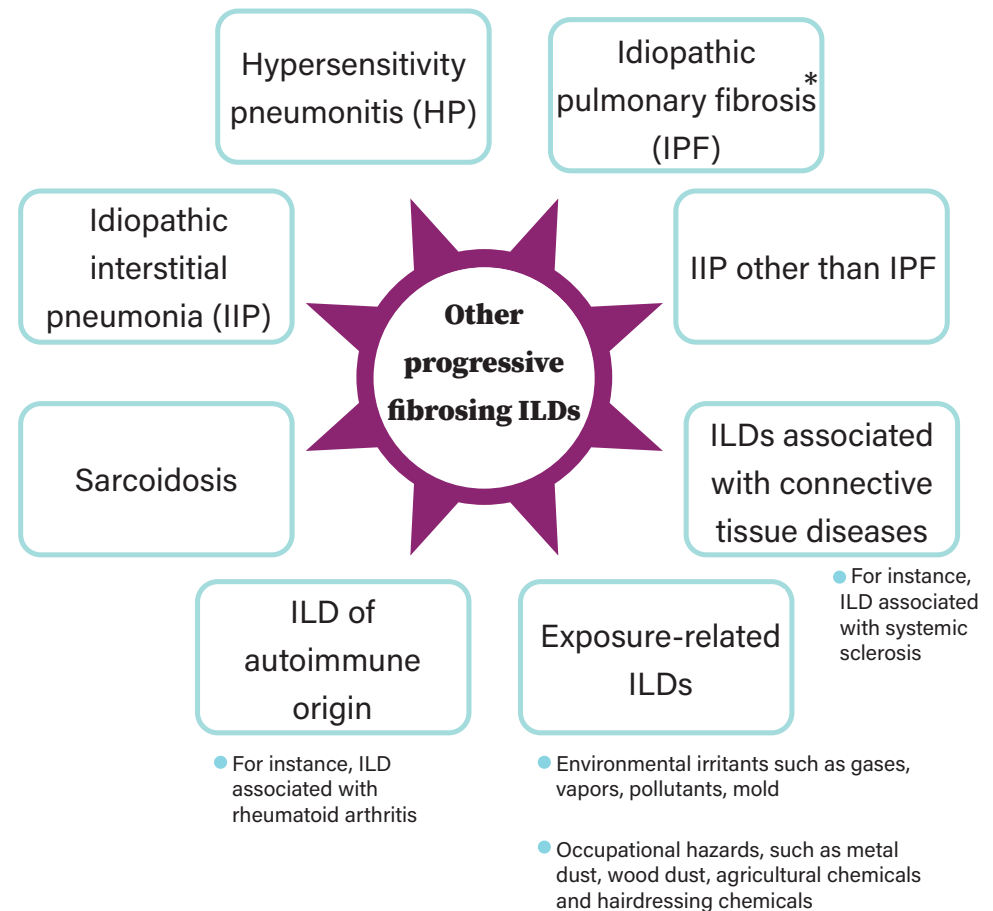 Hypersensitivity
pneumonitis (HP)
Idiopathic
pulmonary fibrosis*
(IPF)
Idiopathic
interstitial
pneumonia (IIP)
IIP other than IPF
Other
progressive
fibrosing ILDs
Sarcoidosis
ILDs associated
with connective
tissue diseases
For instance,
ILD associated
with systemic
sclerosis
ILD of
autoimmune
origin
For instance, ILD
associated with
rheumatoid arthritis
Exposure-related
ILDs
Environmental irritants such as gases,
vapors, pollutants, mold
Occupational hazards, such as metal
dust, wood dust, agricultural chemicals
and hairdressing chemicals